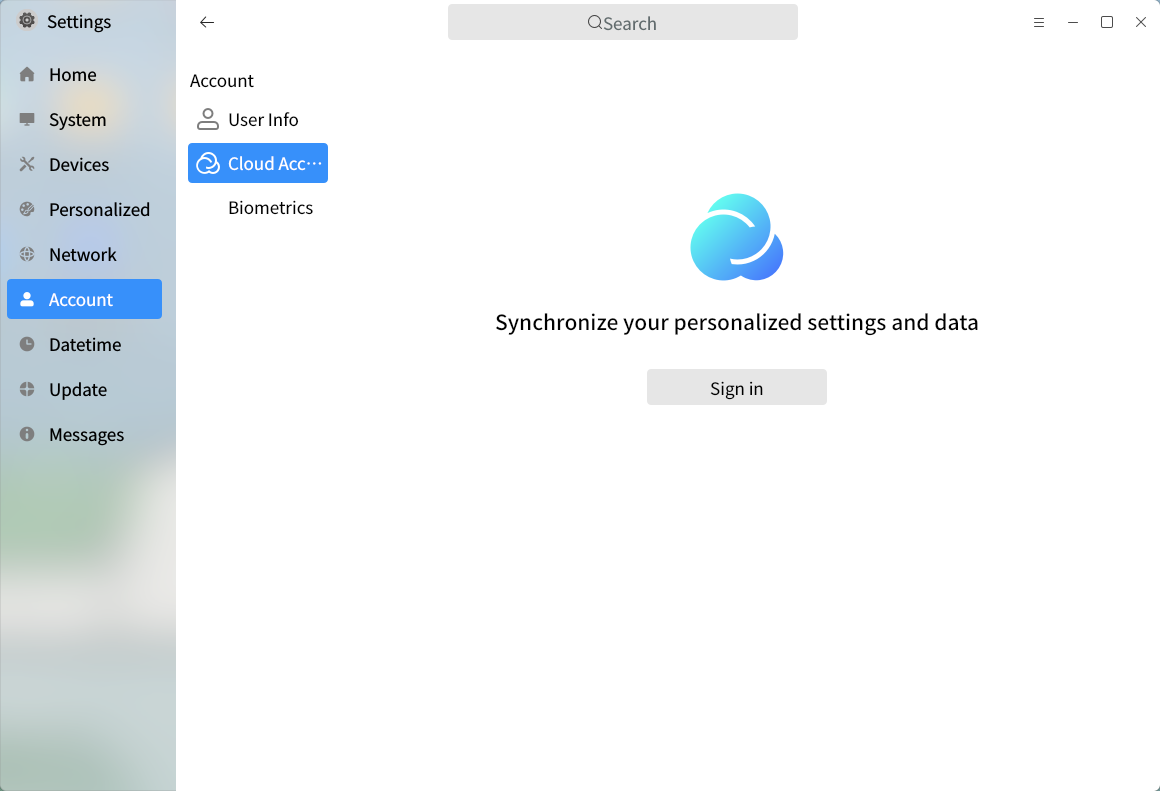 Settings
Search
Home
System
Devices
Personalized
Network
Account
Datetime
Update
Messages
Account
User Info
Cloud Acc···
Biometrics
Synchronize your personalized settings and data
Sign in